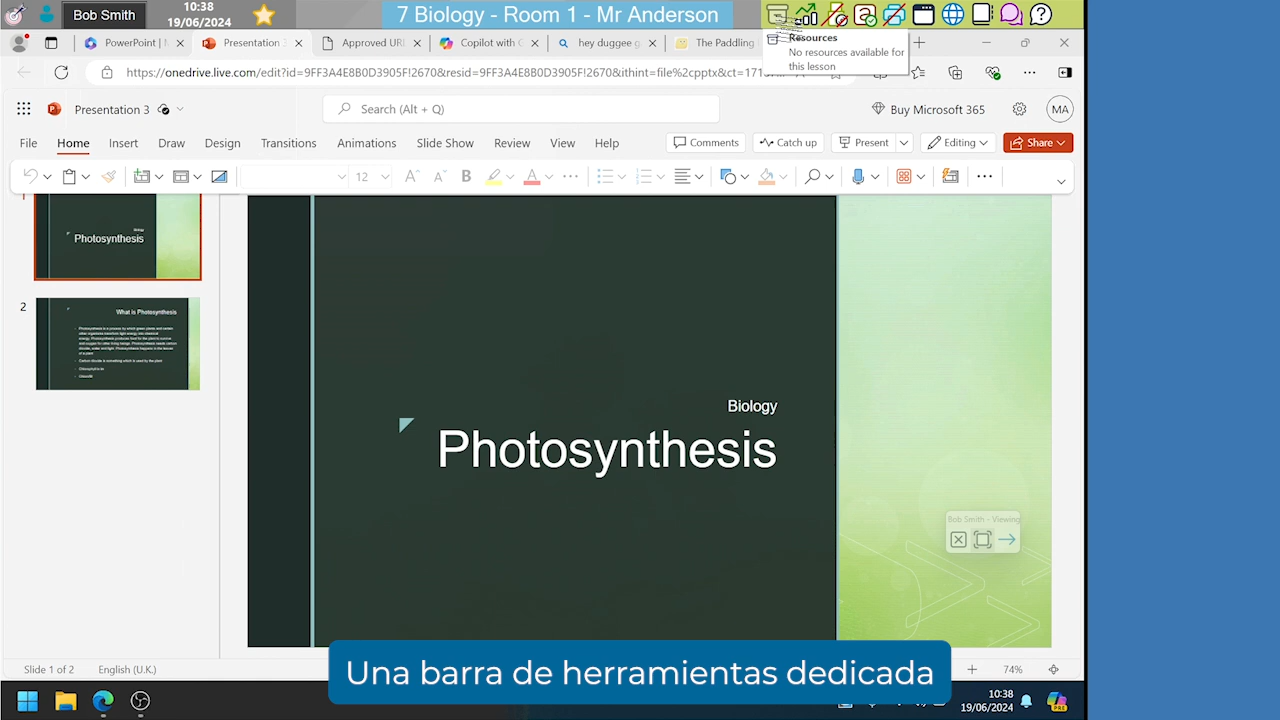 Bob Smith
10:38
19/06/2024
7 Biology - Room 1 - Mr Anderson
Resources
No resources available for
this lesson
PowerPoint | M
Presentation 3
Approved URL
Copilot with G
hey duggee g
The Paddling
https://onedrive.live.com/edit?id=9FF3A4E8B0D3905F!2670&resid=9FF3A4E8B0D3905F!2670&ithint=file%2cpptx&ct=171
Presentation 3
Search (Alt + Q)
Buy Microsoft 365
MA
File Home Insert Draw Design Transitions Animations Slide Show Review View Help
Comments Catch up Present Editing Share
12
B
A
1
Biology
Photosynthesis
2
What is Photosynthesis
Biology
Photosynthesis
Bob Smith - Viewing
Slide 1 of 2
English (U.K.)
74%
Una barra de herramientas dedicada
10:38
19/06/2024
PRE